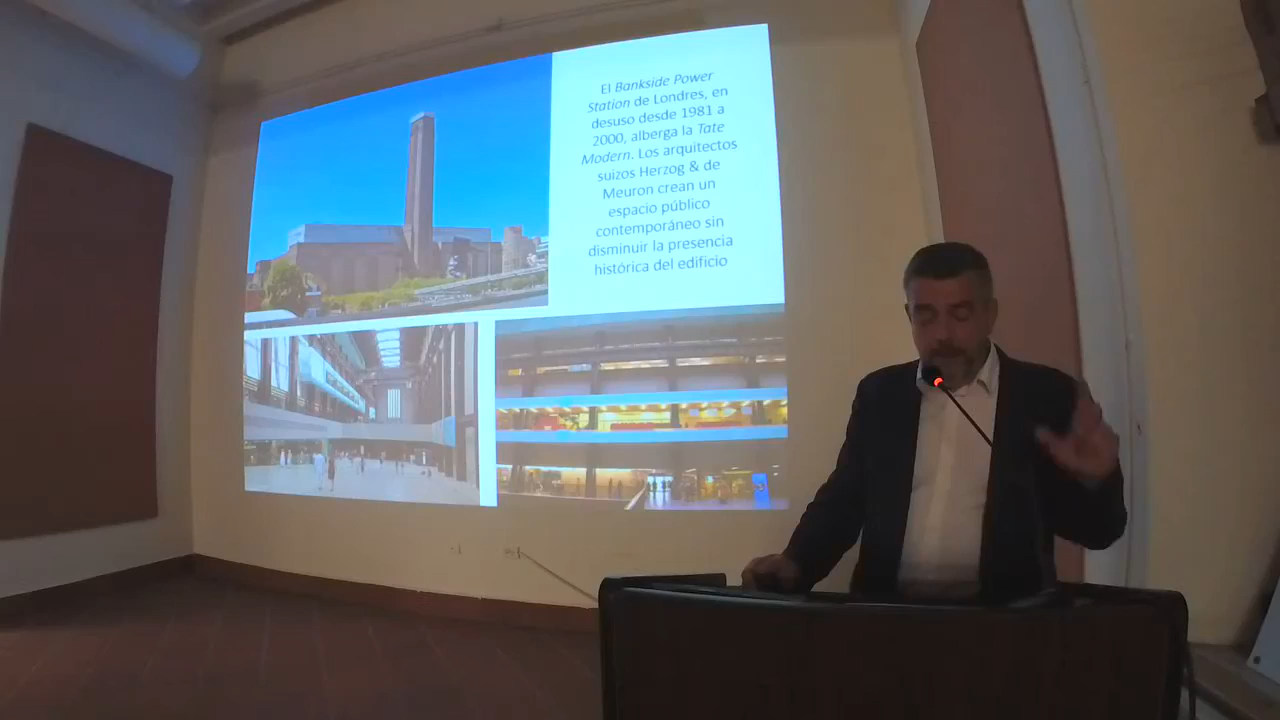 El Bankside Power
Station de Londres, en
desuso desde 1981 a
2000, alberga la Tate
Modern. Los arquitectos
suizos Herzog & de
Meuron crean un
espacio público
contemporáneo sin
disminuir la presencia
histórica del edificio